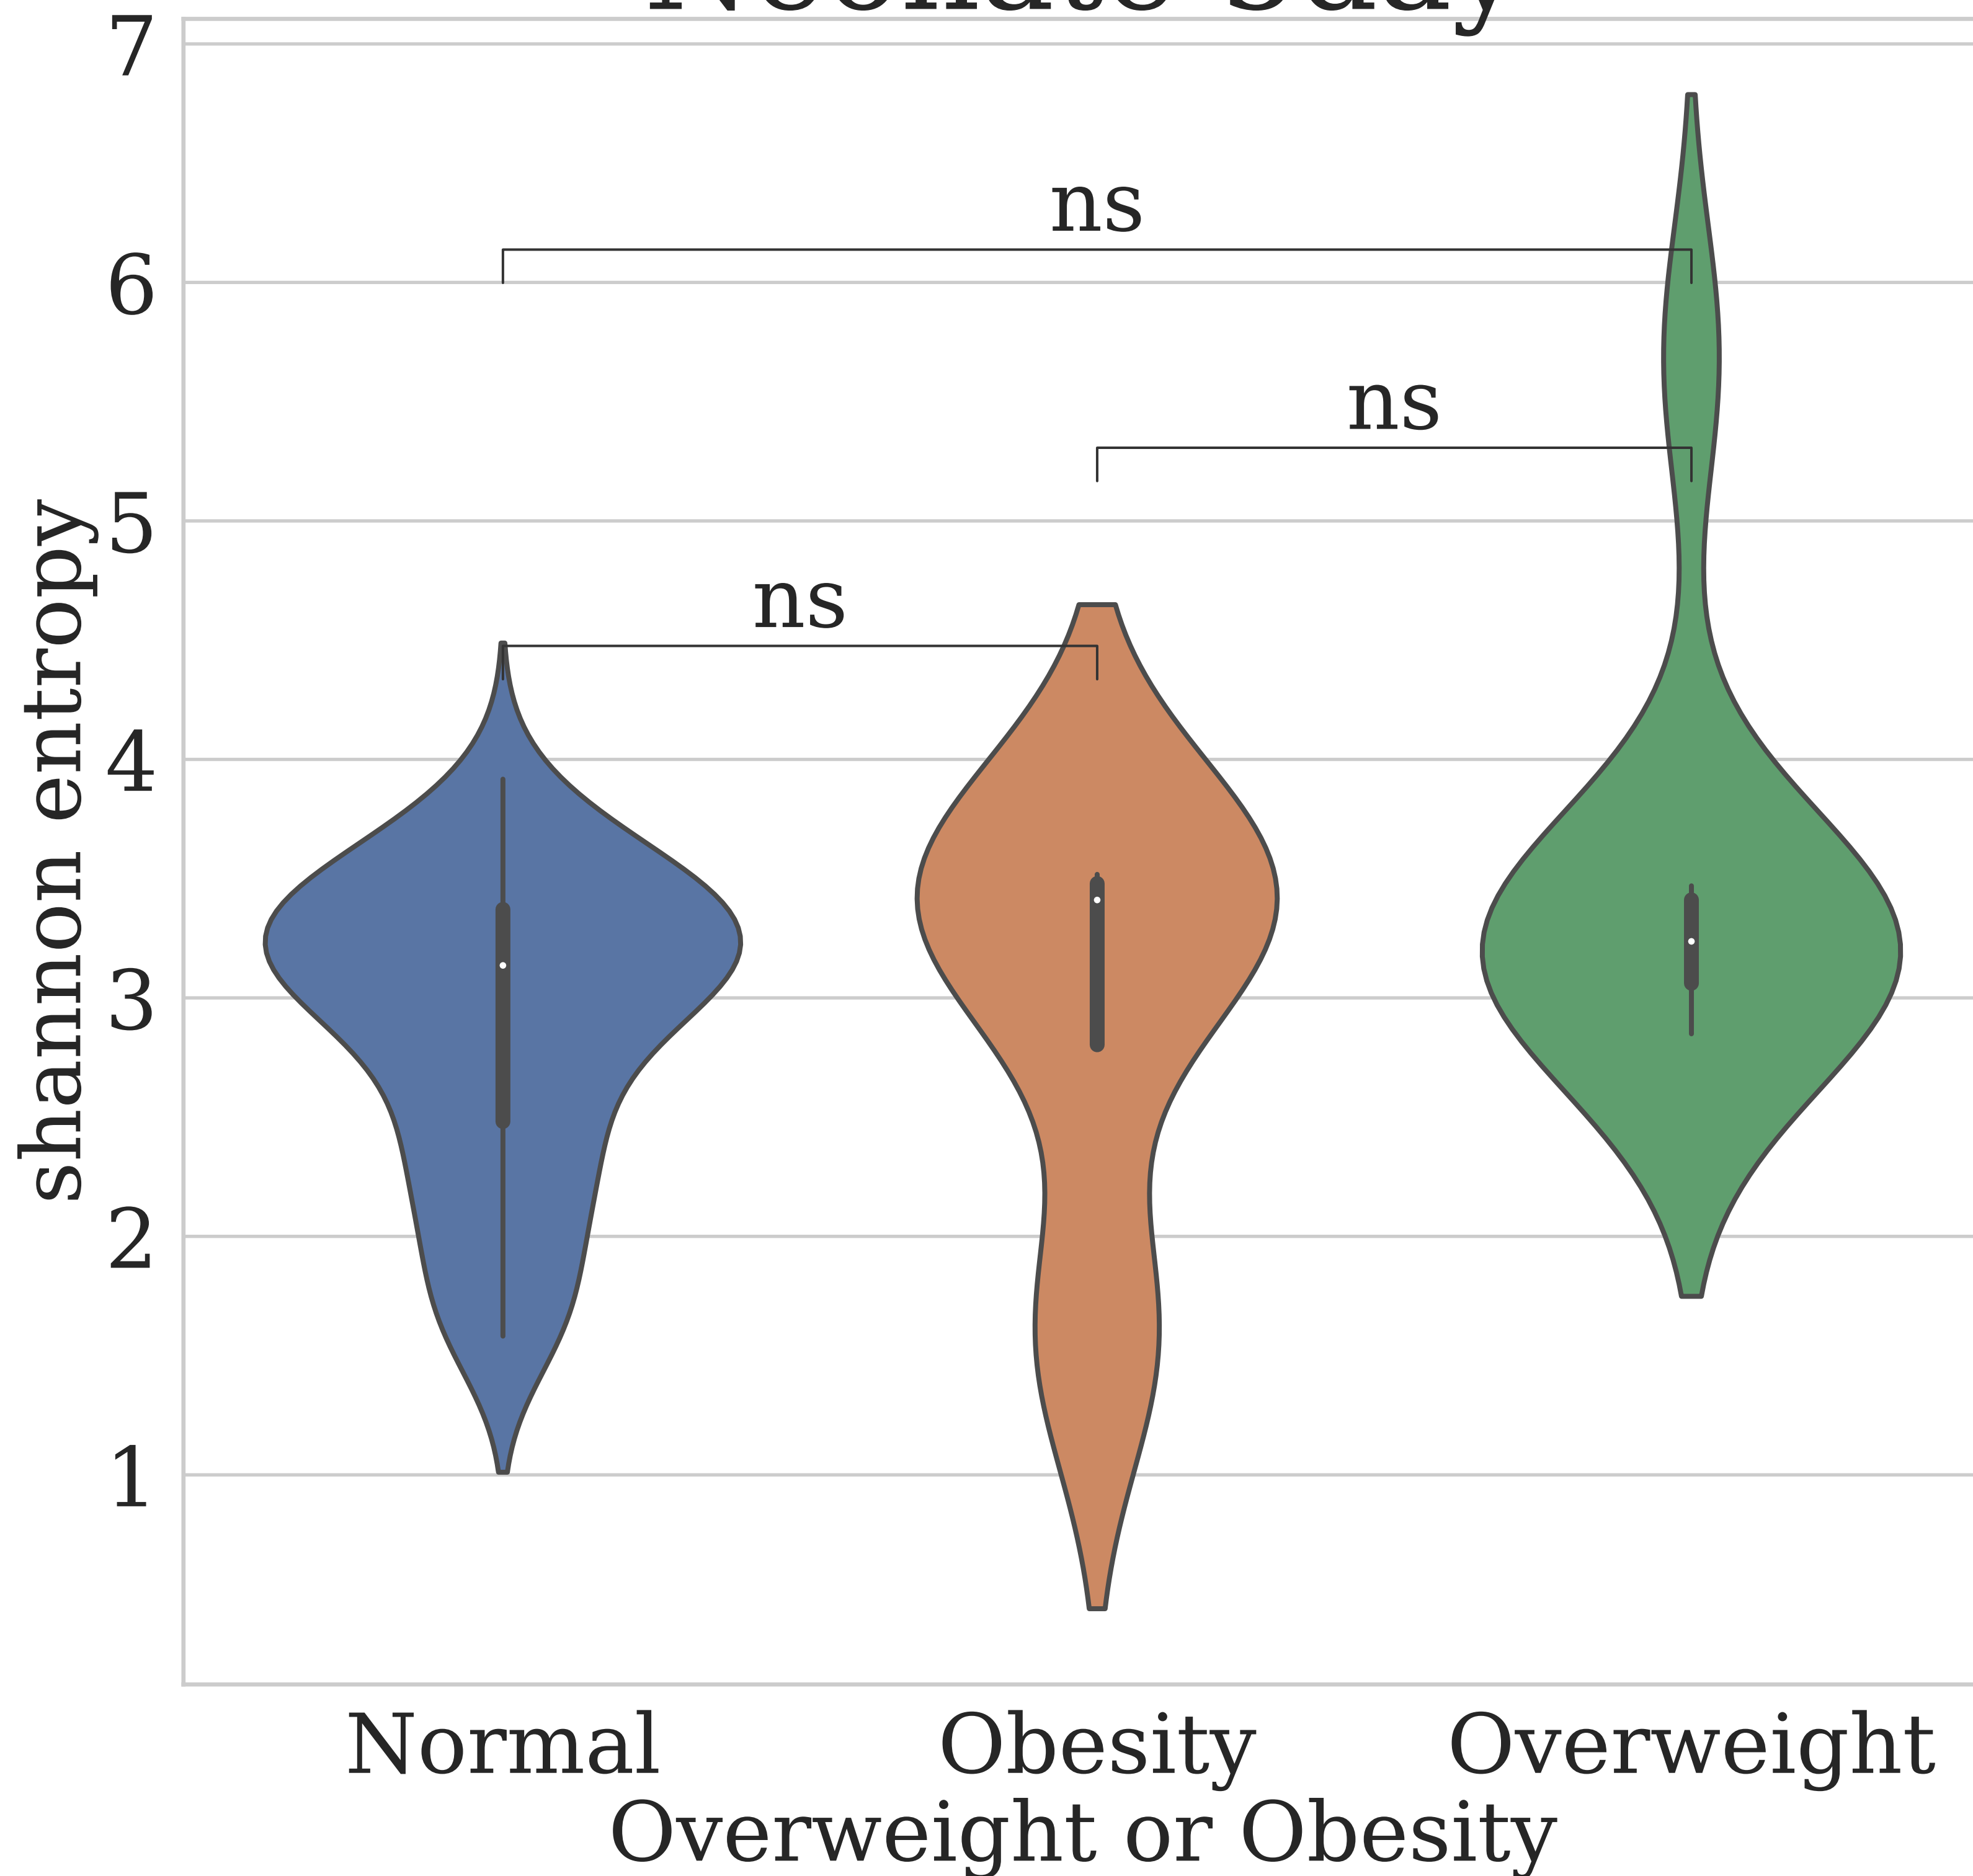 7
6
5
4
3
2
1
shannon entropy
ns
ns
ns
Normal
Obesity
Overweight
Overweight or Obesity